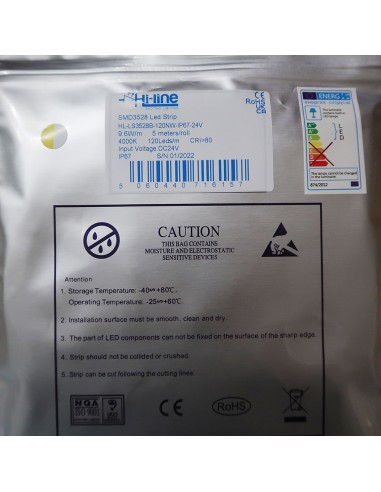 Hi-line
SMD3528 Led Strip
HL-LS3528B-120NW-IP67-24V
9.6W/m 5 meters/roll
4000K 120Leds/m CRI>80
Input Voltage:DC24V
IP67 S/N:01/2022
5 060440 716157
CE
RoHS
UK
CA
ENERG
A++
A+
A
B
C
D
E
L
E
D
874/2012
CAUTION
THIS BAG CONTAINS
MOISTURE AND ELECTROSTATIC
SENSITIVE DEVICES
Attention
1. Storage Temperature: -40℃~+80℃,
Operating Temperature: -25℃~+60℃.
2. Installation surface must be smooth, clean and dry.
3. The part of LED components can not be fixed on the surface of the sharp edge.
4. Strip should not be collided or crushed.
5. Strip can be cut following the cutting lines.
NQA
ISO 9001
CE
RoHS